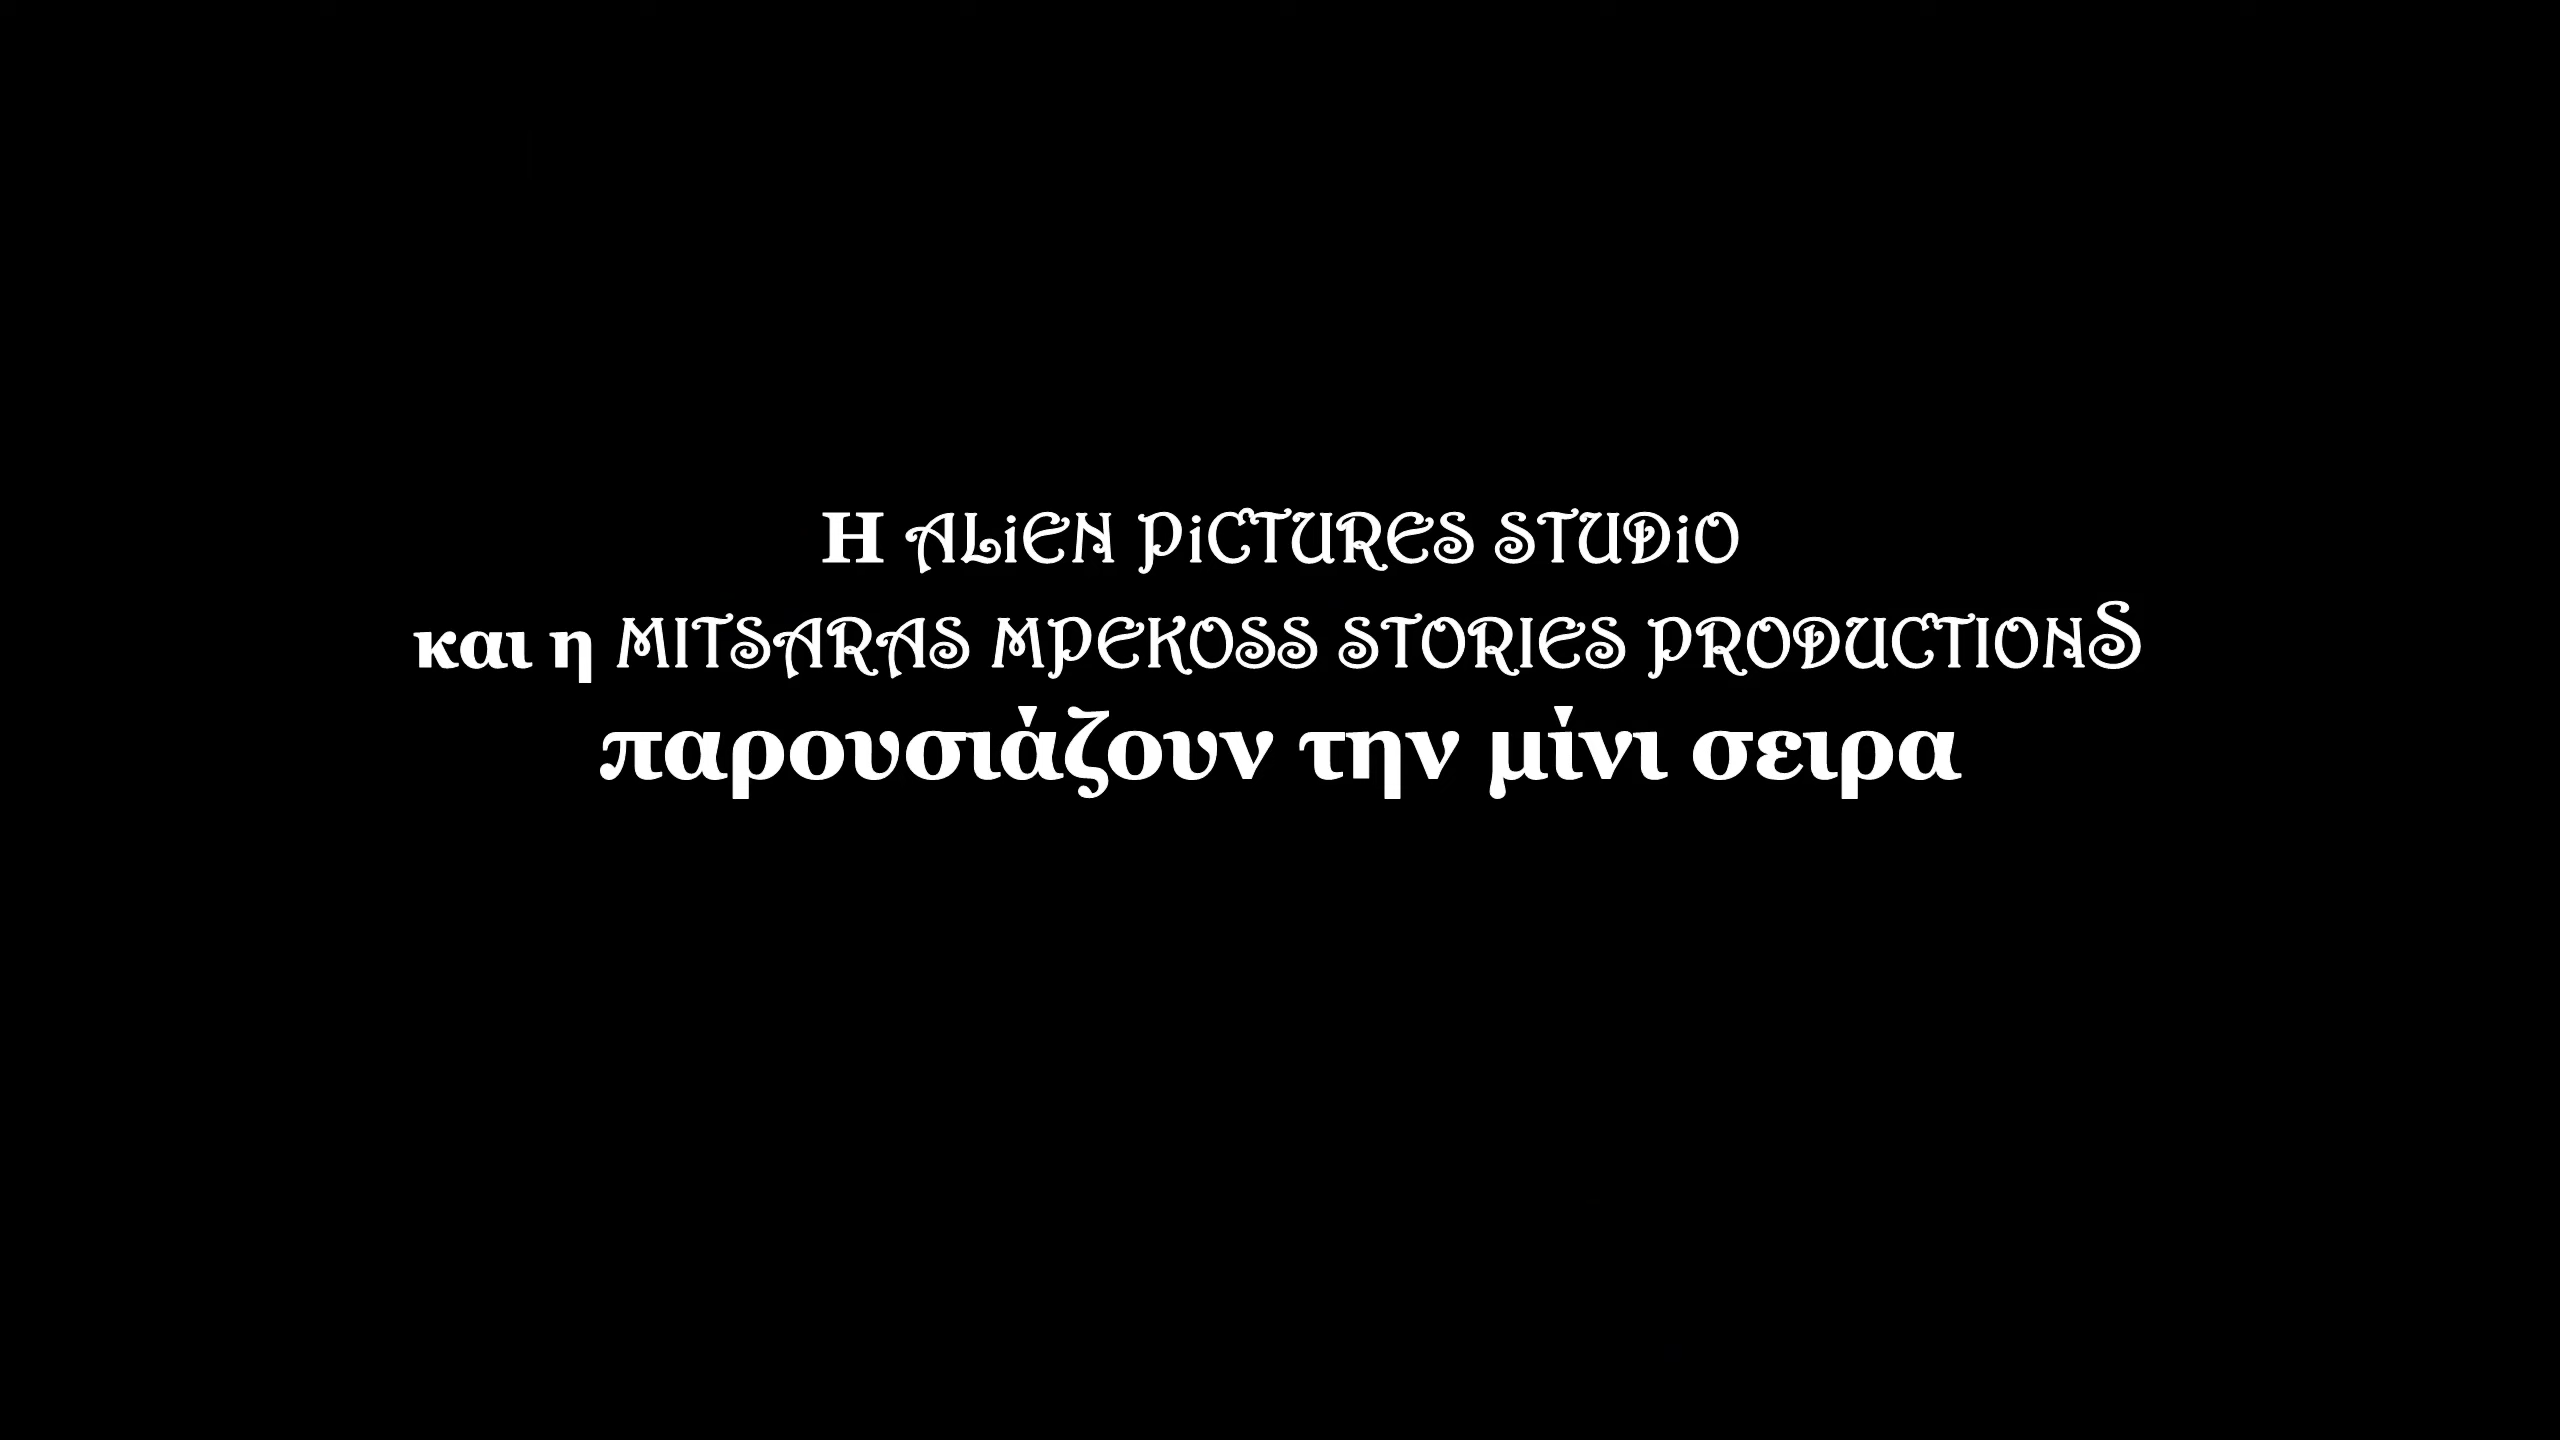 Η ALiEN PiCTURES STUDiO
και η MITSARAS MPEKOSS STORIES PRODUCTIONS
παρουσιάζουν την μίνι σειρα